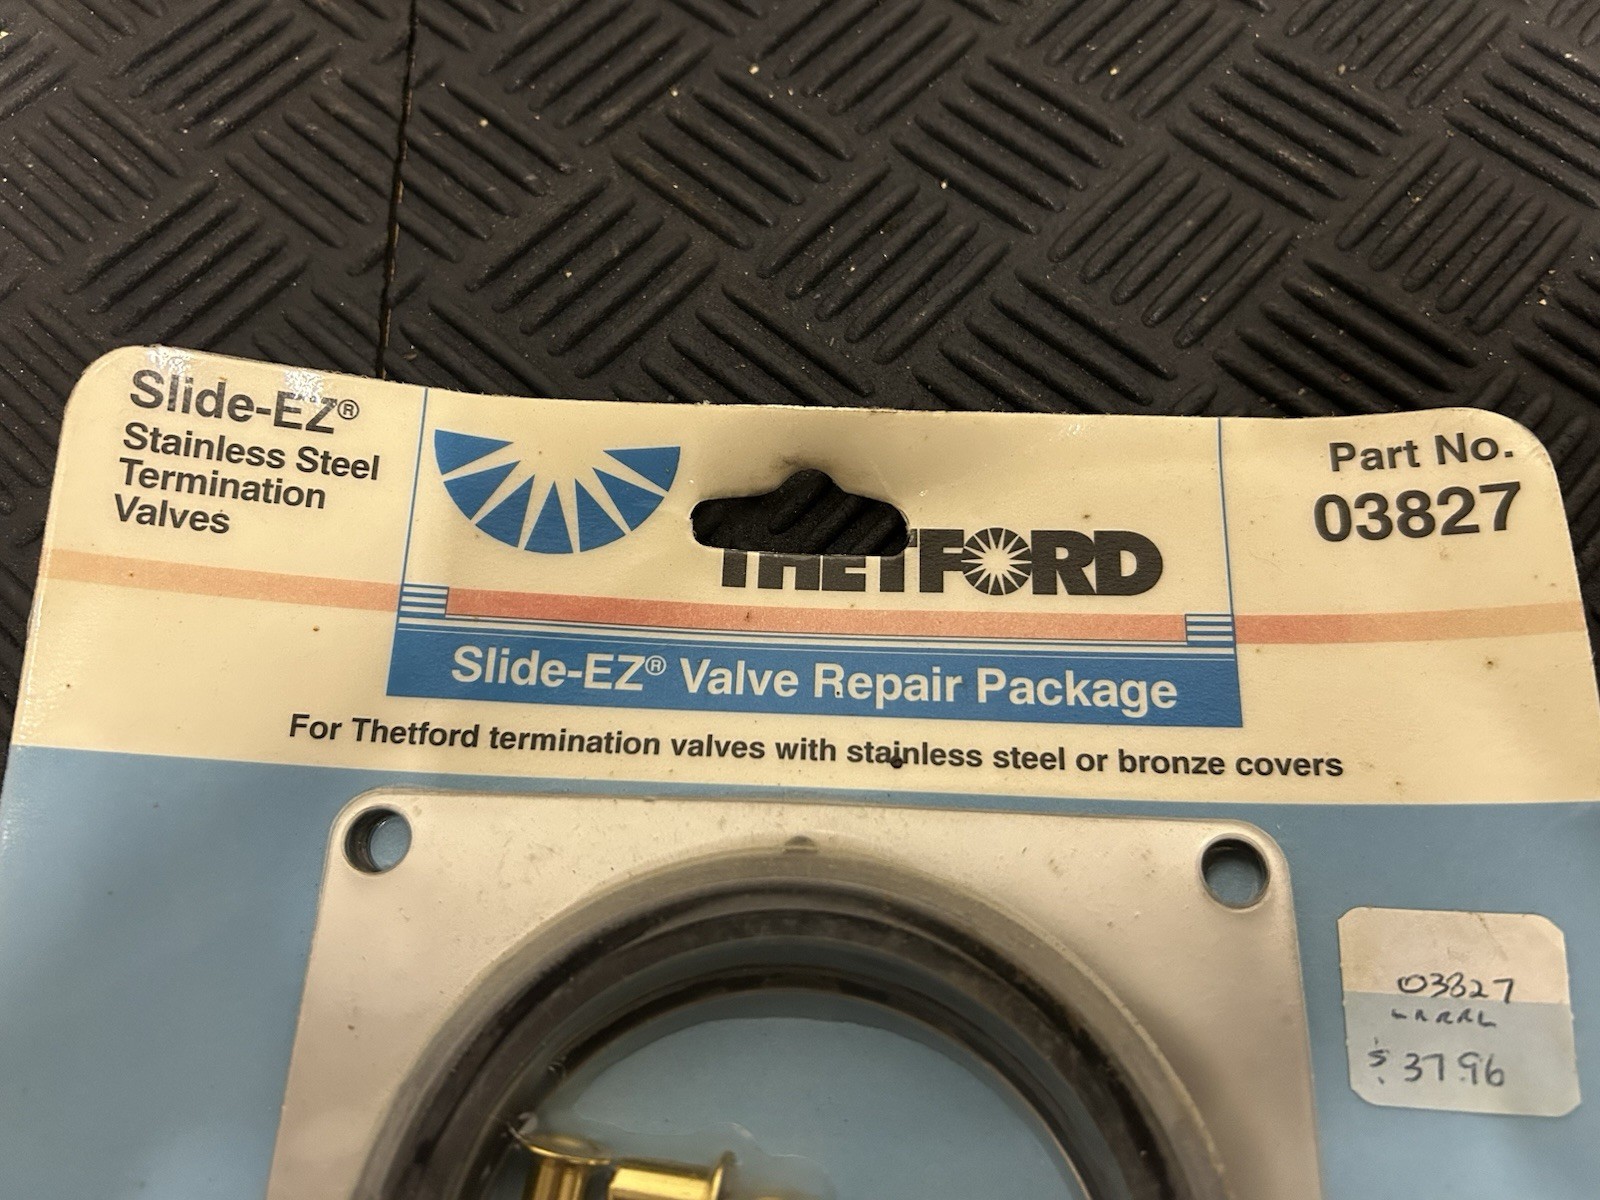 Slide-EZ®
Stainless Steel
Termination
Valves
THETFORD
Part No.
03827
Slide-EZ® Valve Repair Package
For Thetford termination valves with stainless steel or bronze covers
03827
$ 37.96